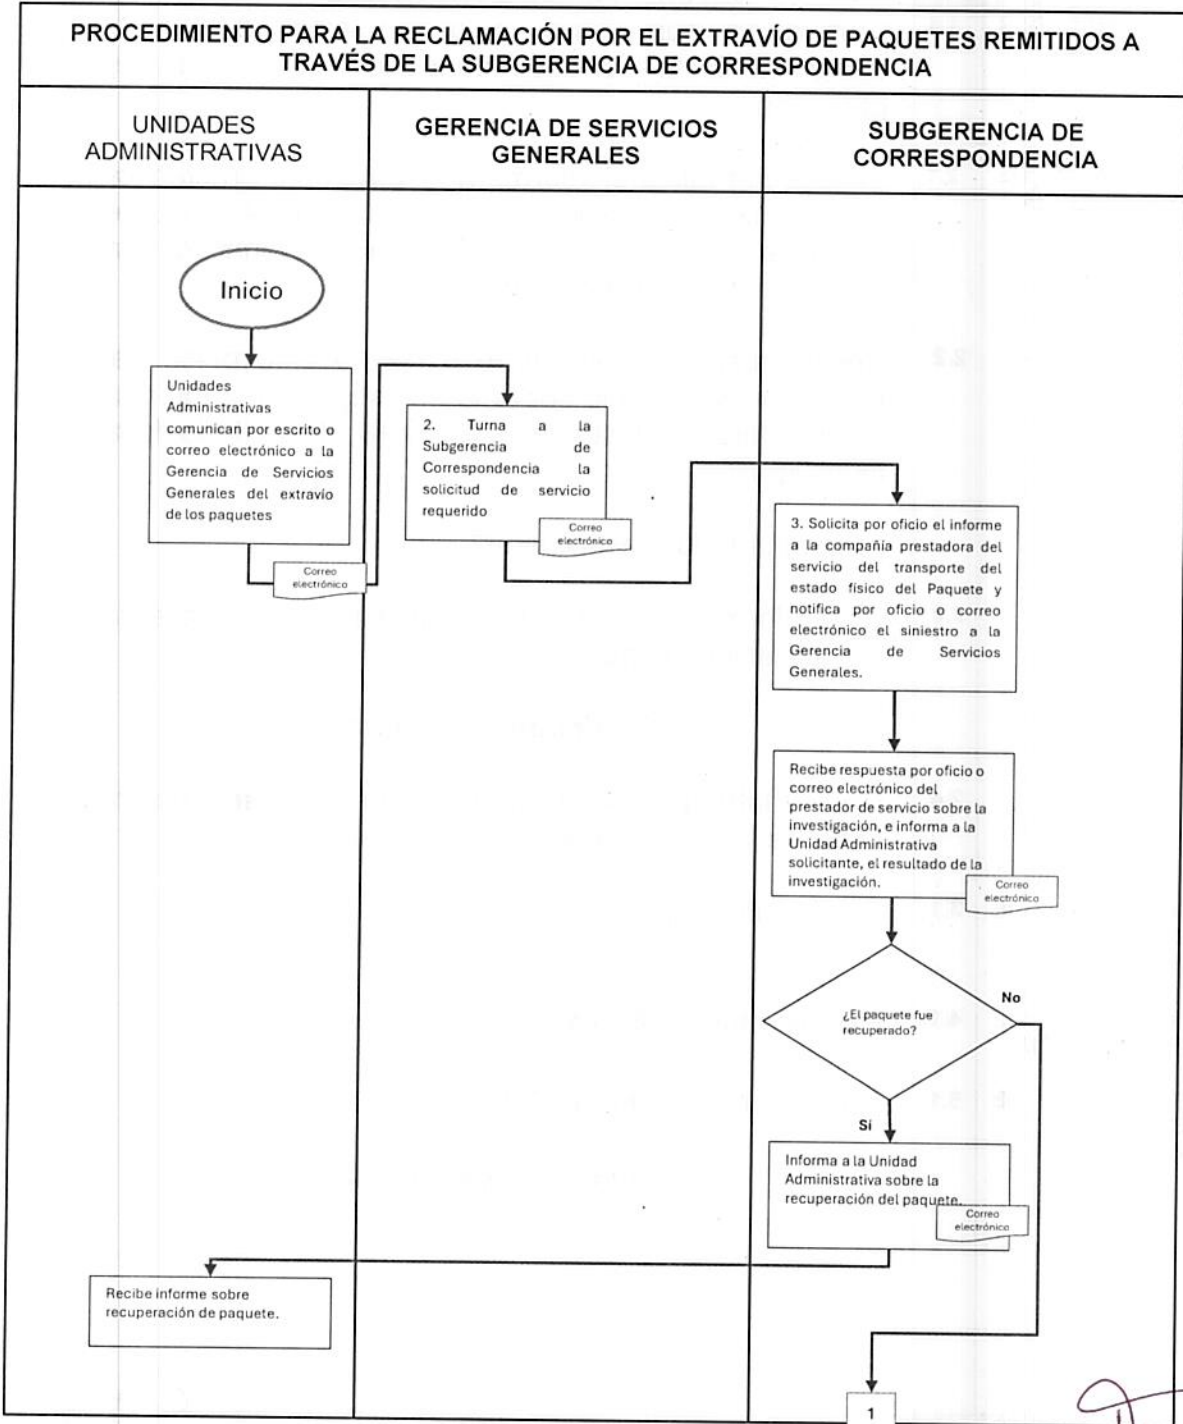 PROCEDIMIENTO PARA LA RECLAMACIÓN POR EL EXTRAVÍO DE PAQUETES REMITIDOS A
TRAVÉS DE LA SUBGERENCIA DE CORRESPONDENCIA
UNIDADES
ADMINISTRATIVAS
GERENCIA DE SERVICIOS
GENERALES
SUBGERENCIA DE
CORRESPONDENCIA
Inicio
Unidades
Administrativas
comunican por escrito o
correo electrónico a la
Gerencia de Servicios
Generales del extravío
de los paquetes
Correo
electrónico
2. Turna a la
Subgerencia de
Correspondencia la
solicitud de servicio
requerido
Correo
electrónico
3. Solicita por oficio el informe
a la compañía prestadora del
servicio del transporte del
estado físico del Paquete y
notifica por oficio o correo
electrónico el siniestro a la
Gerencia de Servicios
Generales.
Recibe respuesta por oficio o
correo electrónico del
prestador de servicio sobre la
investigación, e informa a la
Unidad Administrativa
solicitante, el resultado de la
investigación.
Correo
electrónico
¿El paquete fue
recuperado?
No
Si
Informa a la Unidad
Administrativa sobre la
recuperación del paquete.
Correo
electrónico
Recibe informe sobre
recuperación de paquete.
1